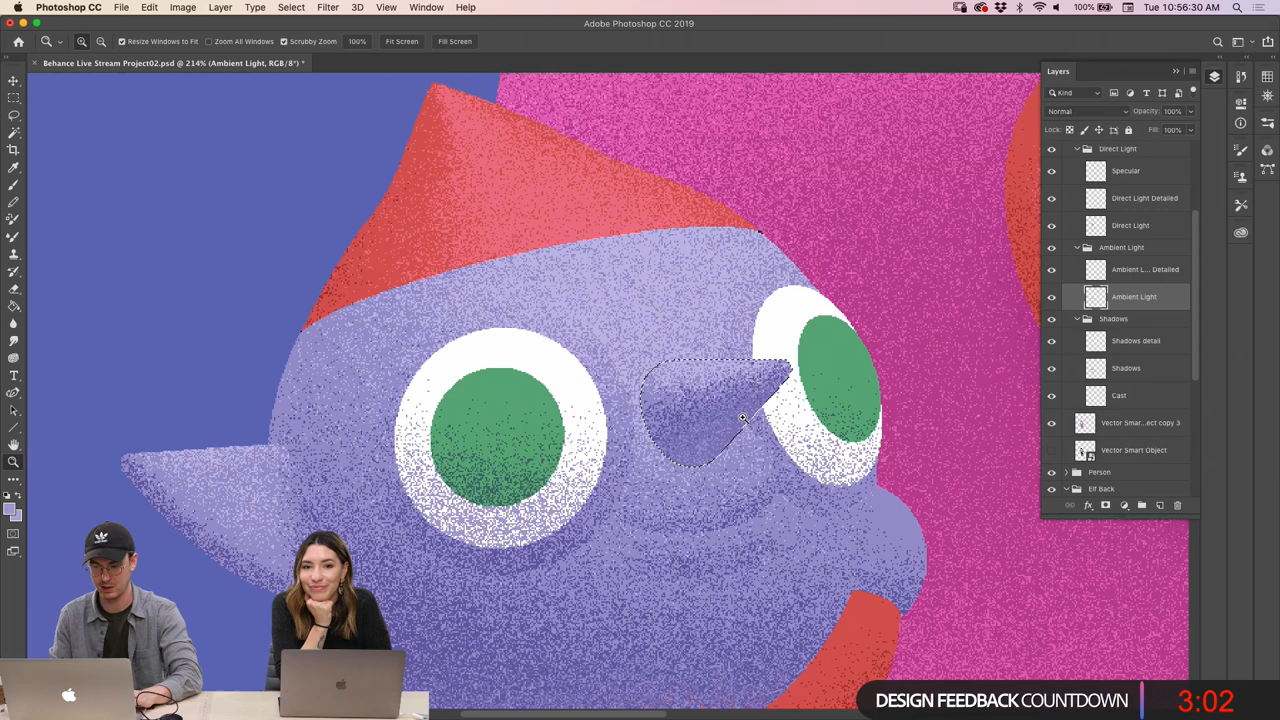 Photoshop CC File Edit Image Layer Type Select Filter 3D View Window Help
100% Tue 10:56:30 AM
Adobe Photoshop CC 2019
Resize Windows to Fit Zoom All Windows Scrubby Zoom 100% Fit Screen Fill Screen
Behance Live Stream Project02.psd @ 214% (Ambient Light, RGB/8*) *
Layers
Kind
Normal Opacity: 100%
Lock: Fill: 100%
Direct Light
Specular
Direct Light Detailed
Direct Light
Ambient Light
Ambient L... Detailed
Ambient Light
Shadows
Shadows detail
Shadows
Cast
Vector Smar...ect copy 3
Vector Smart Object
Person
Elf Back
fx
DESIGN FEEDBACK COUNTDOWN 3:02